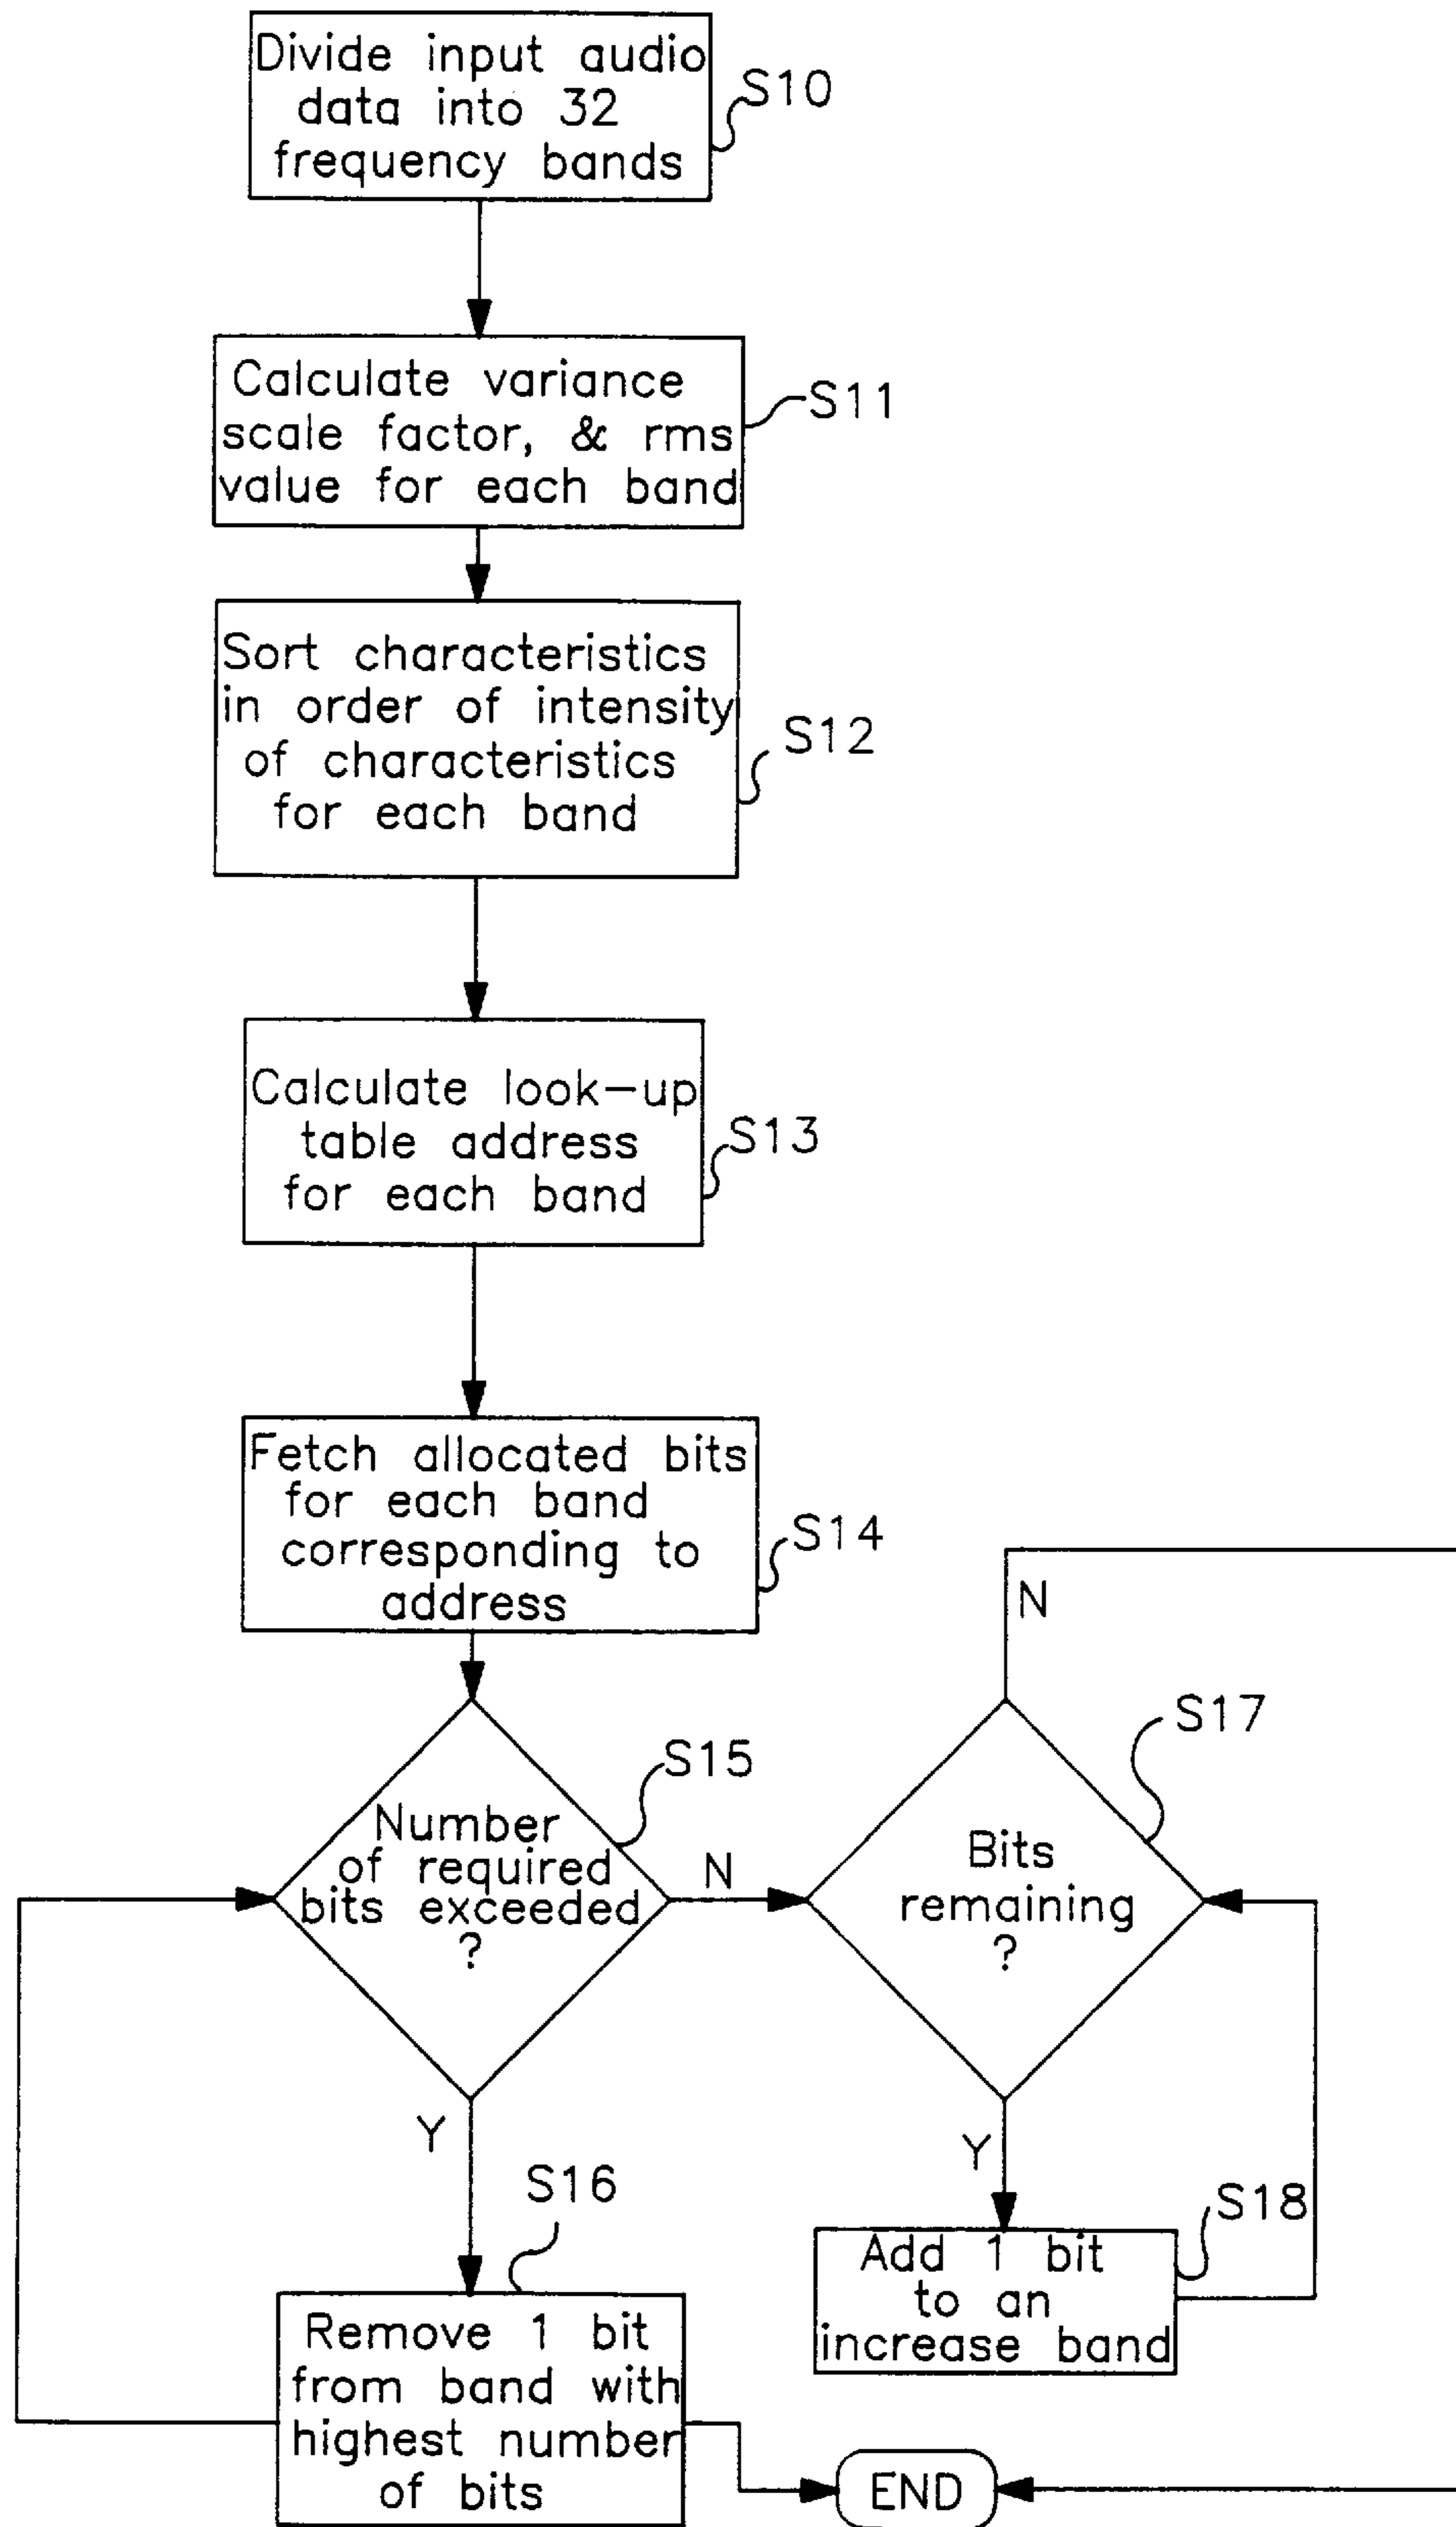 Divide input audio
data into 32
frequency bands
S10
Calculate variance
scale factor, & rms
value for each band
S11
Sort characteristics
in order of intensity
of characteristics
for each band
S12
Calculate look-up
table address
for each band
S13
Fetch allocated bits
for each band
corresponding to
address
S14
Number
of required
bits exceeded
?
S15
N
Y
Bits
remaining
?
S17
N
Y
Remove 1 bit
from band with
highest number
of bits
S16
Add 1 bit
to an
increase band
S18
END